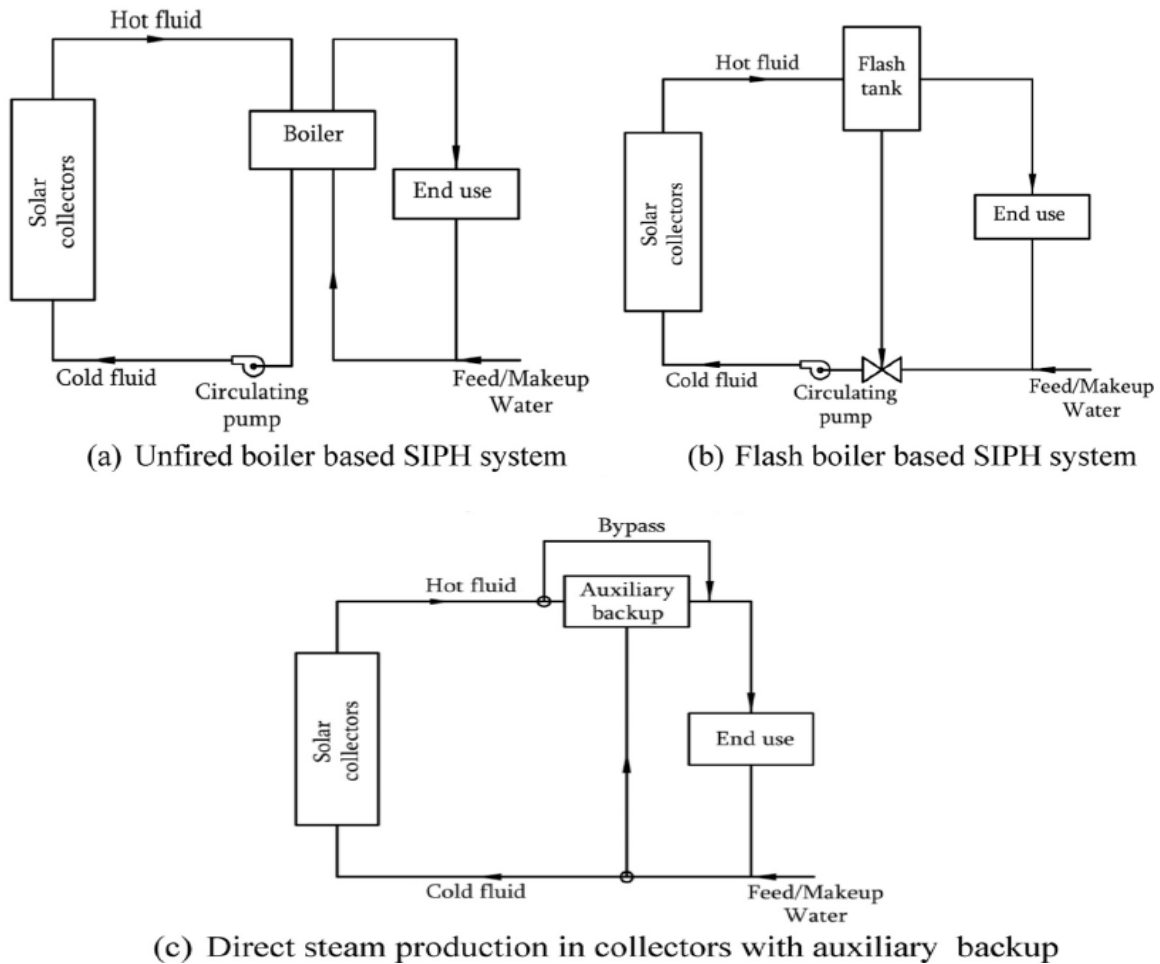 Hot fluid
Boiler
Solar
collectors
End use
Cold fluid
Circulating
pump
Feed/Makeup
Water
(a) Unfired boiler based SIPH system
Hot fluid
Flash
tank
Solar
collectors
End use
Cold fluid
Circulating
pump
Feed/Makeup
Water
(b) Flash boiler based SIPH system
Bypass
Hot fluid
Auxiliary
backup
Solar
collectors
End use
Cold fluid
Feed/Makeup
Water
(c) Direct steam production in collectors with auxiliary backup